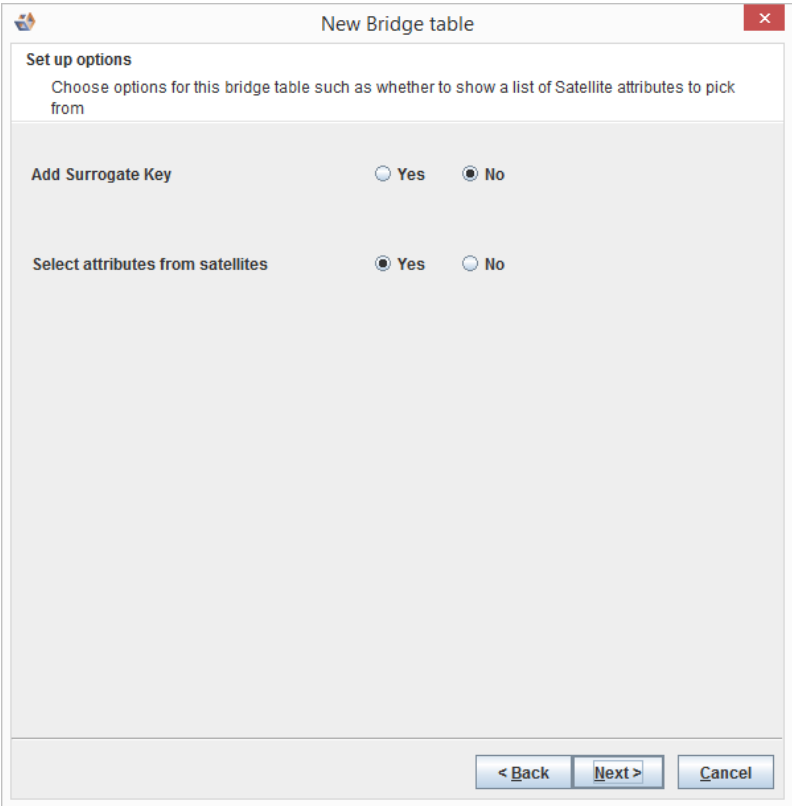 New Bridge table
Set up options
Choose options for this bridge table such as whether to show a list of Satellite attributes to pick
from
Add Surrogate Key Yes No
Select attributes from satellites Yes No
< Back Next > Cancel